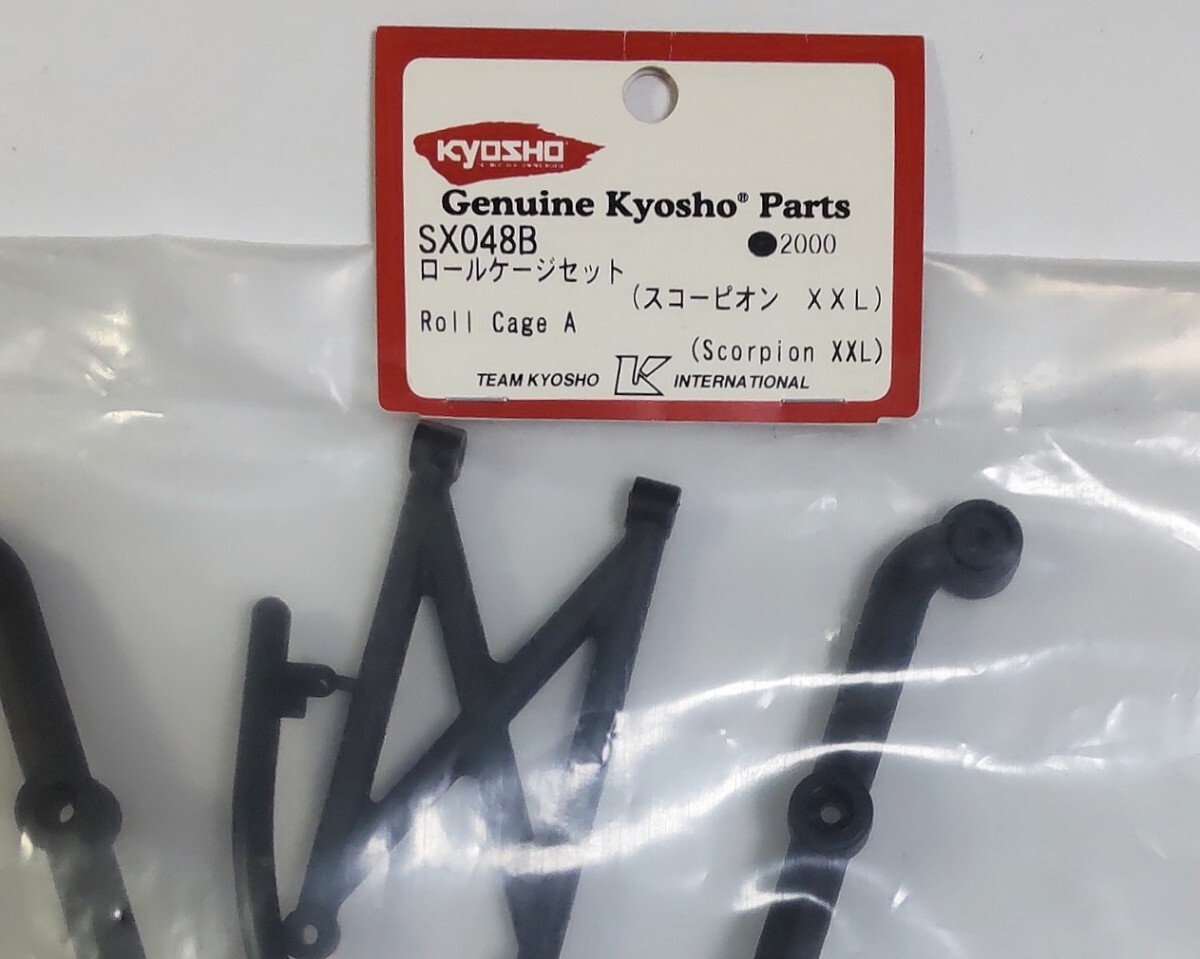 KYOSHO
Genuine Kyosho® Parts
SX048B ●2000
ロールケージセット
(スコーピオン XXL)
Roll Cage A
(Scorpion XXL)
TEAM KYOSHO K INTERNATIONAL